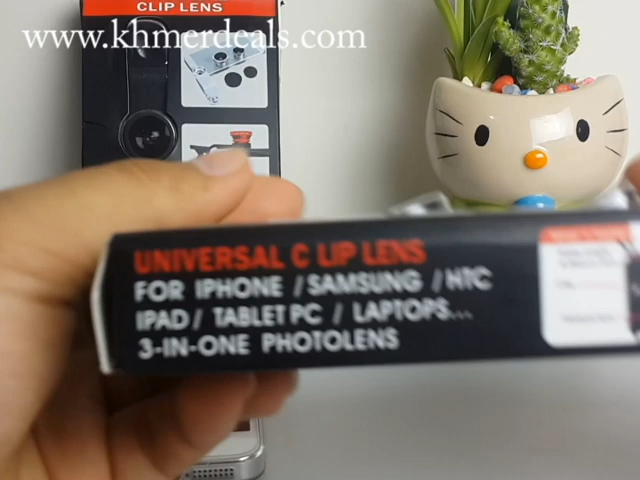 CLIP LENS
www.khmerdeals.com
UNIVERSAL C LIP LENS
FOR IPHONE / SAMSUNG / HTC
IPAD / TABLET PC / LAPTOPS...
3-IN-ONE PHOTOLENS